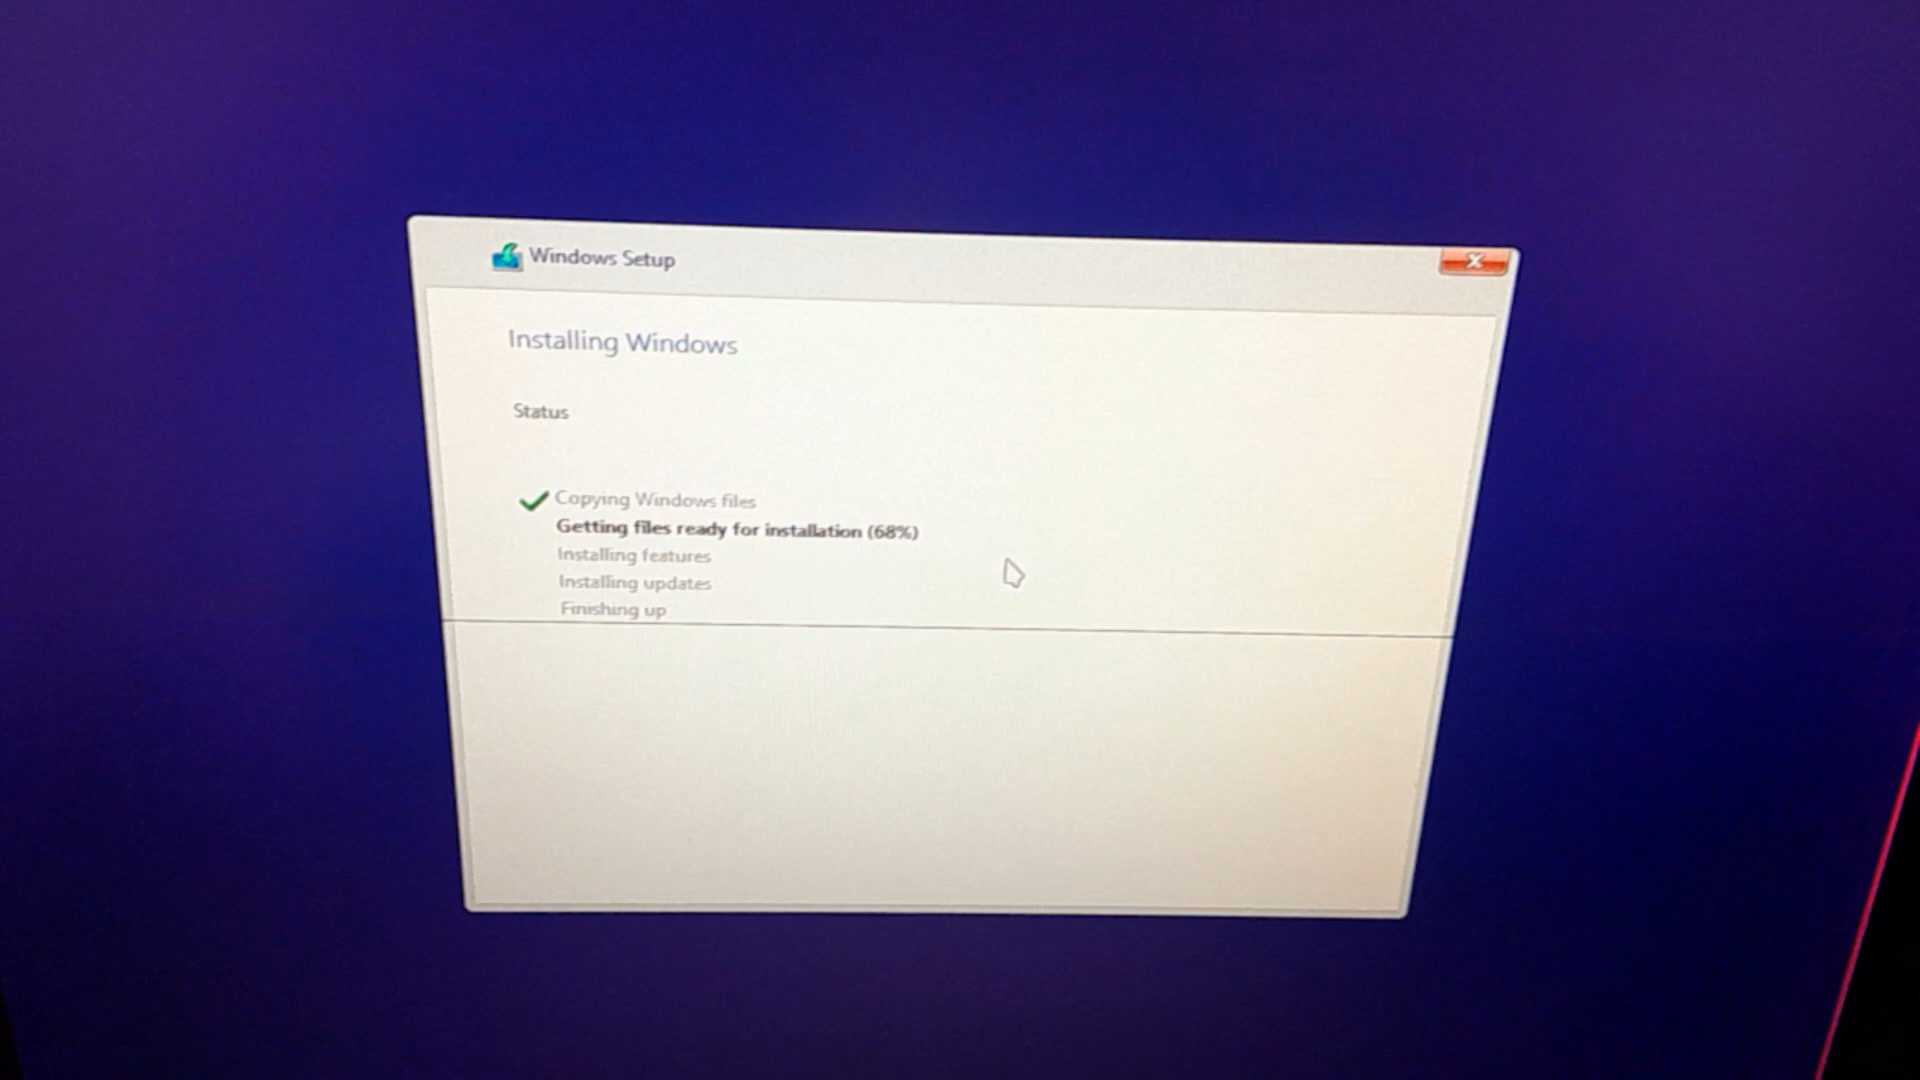 Windows Setup
Installing Windows
Status
Copying Windows files
Getting files ready for installation (68%)
Installing features
Installing updates
Finishing up